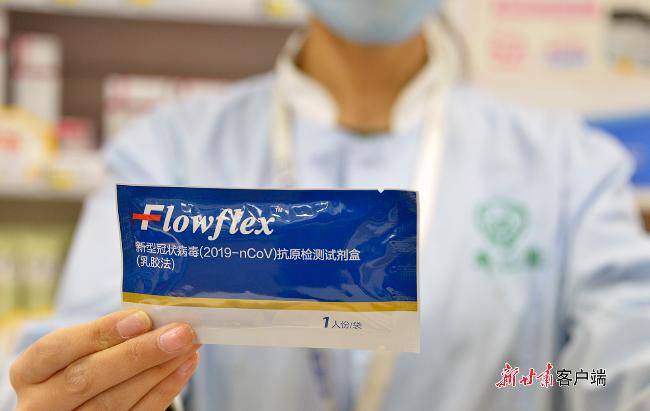 Flowflex™
新型冠状病毒(2019-nCoV)抗原检测试剂盒
(乳胶法)
1人份/袋
新甘肃客户端